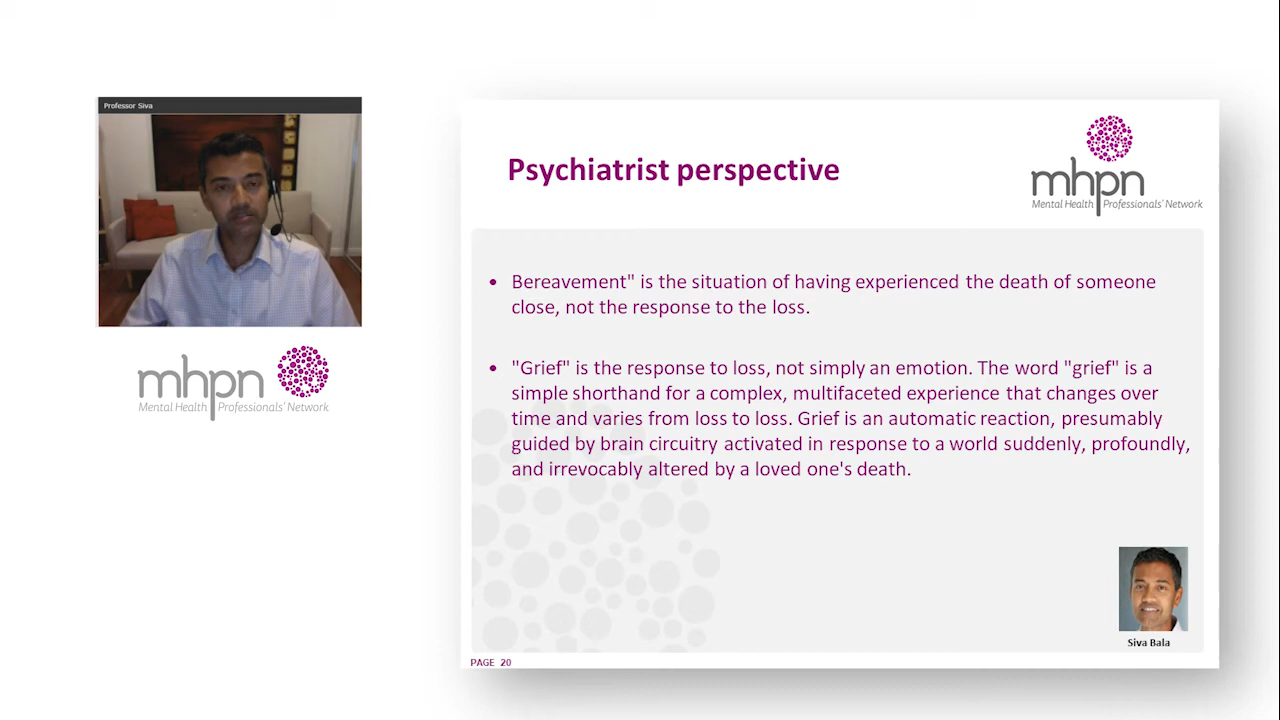 Professor Siva
mhpn
Mental Health Professionals' Network
Psychiatrist perspective
mhpn
Mental Health Professionals' Network
• Bereavement" is the situation of having experienced the death of someone
close, not the response to the loss.
• "Grief" is the response to loss, not simply an emotion. The word "grief" is a
simple shorthand for a complex, multifaceted experience that changes over
time and varies from loss to loss. Grief is an automatic reaction, presumably
guided by brain circuitry activated in response to a world suddenly, profoundly,
and irrevocably altered by a loved one's death.
Siva Bala
PAGE 20